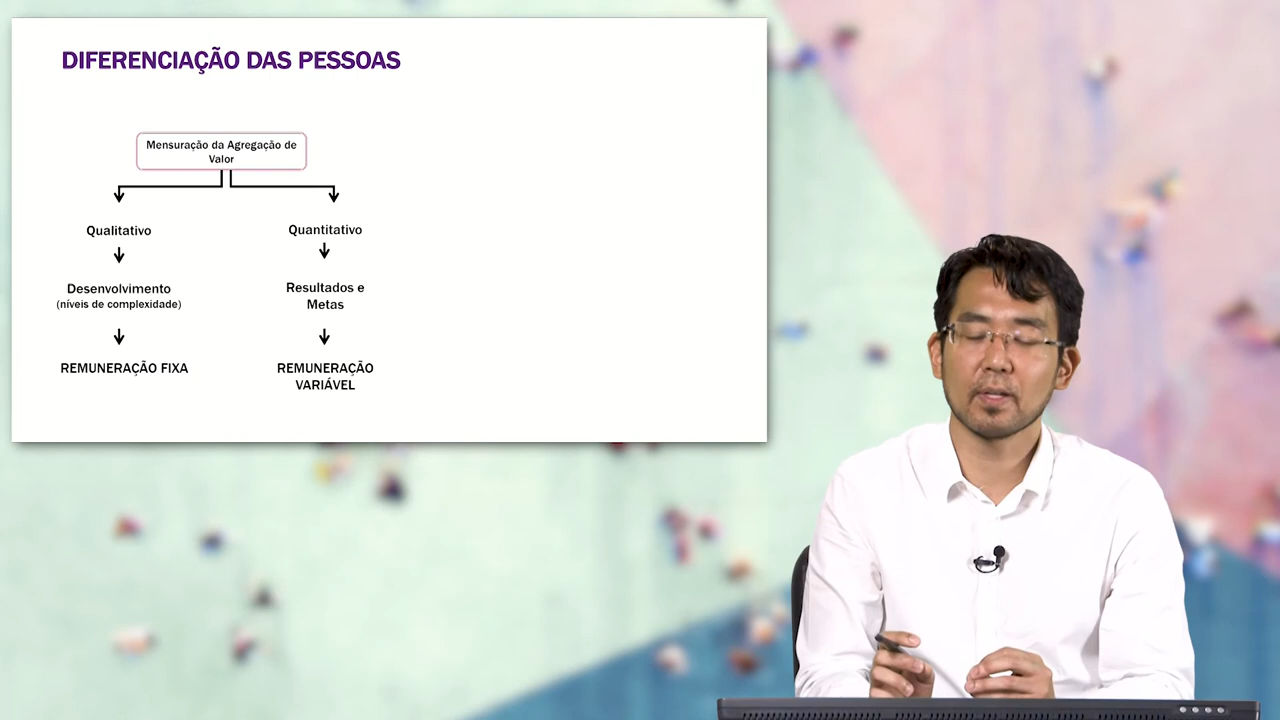 DIFERENCIAÇÃO DAS PESSOAS
Mensuração da Agregação de
Valor
Qualitativo
Desenvolvimento
(níveis de complexidade)
REMUNERAÇÃO FIXA
Quantitativo
Resultados e
Metas
REMUNERAÇÃO
VARIÁVEL